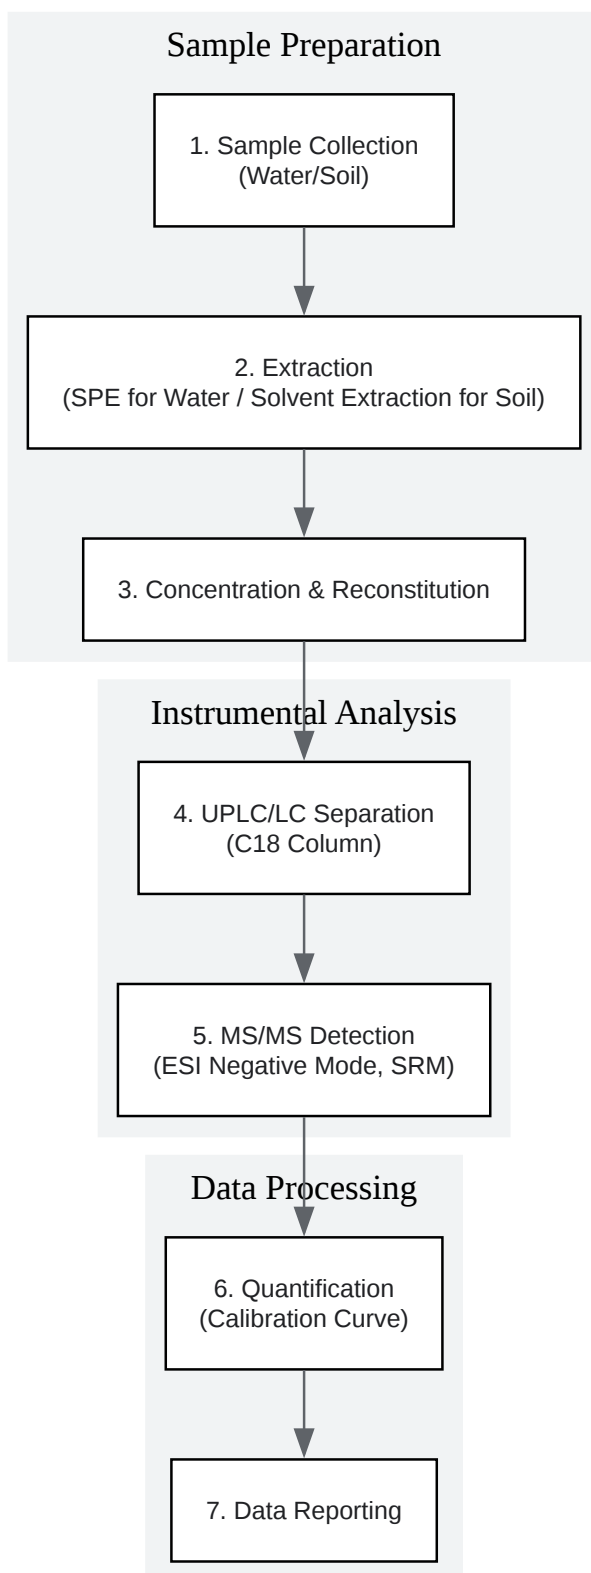 Sample Preparation
1. Sample Collection
(Water/Soil)
2. Extraction
(SPE for Water / Solvent Extraction for Soil)
3. Concentration & Reconstitution
Instrumental Analysis
4. UPLC/LC Separation
(C18 Column)
5. MS/MS Detection
(ESI Negative Mode, SRM)
Data Processing
6. Quantification
(Calibration Curve)
7. Data Reporting